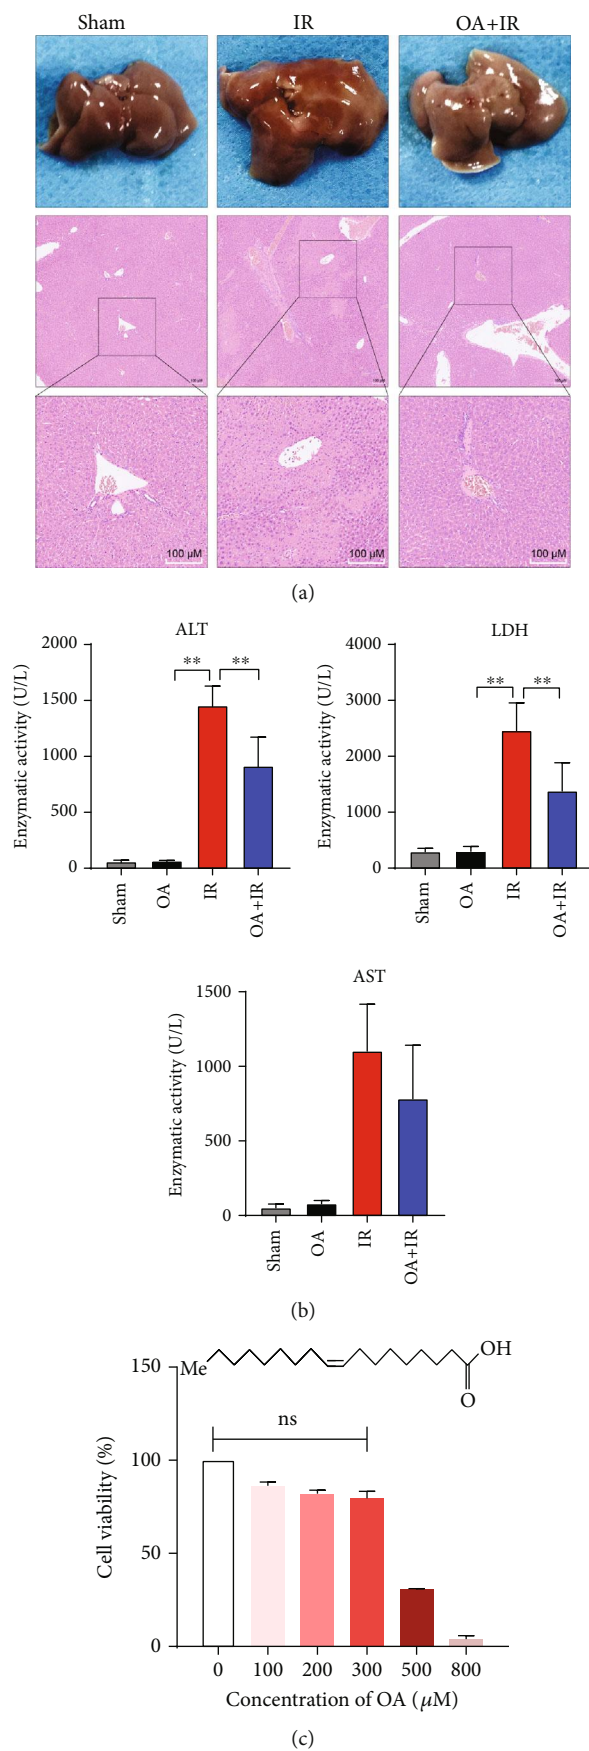 Sham IR OA+IR
100 μM
100 μM 100 μM 100 μM
(a)
ALT
Enzymatic activity (U/L)
2000
1500
1000
500
0
Sham OA IR OA+IR
** **
LDH
Enzymatic activity (U/L)
4000
3000
2000
1000
0
Sham OA IR OA+IR
** **
AST
Enzymatic activity (U/L)
1500
1000
500
0
Sham OA IR OA+IR
(b)
Me OH
O
Cell viability (%)
150
100
50
0
ns
0 100 200 300 500 800
Concentration of OA (μM)
(c)